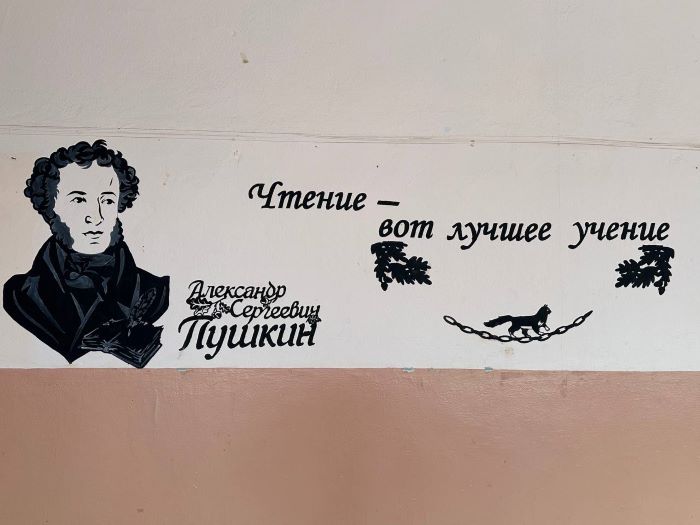 Чтение –
вот лучшее учение
Александр
Сергеевич
Пушкин